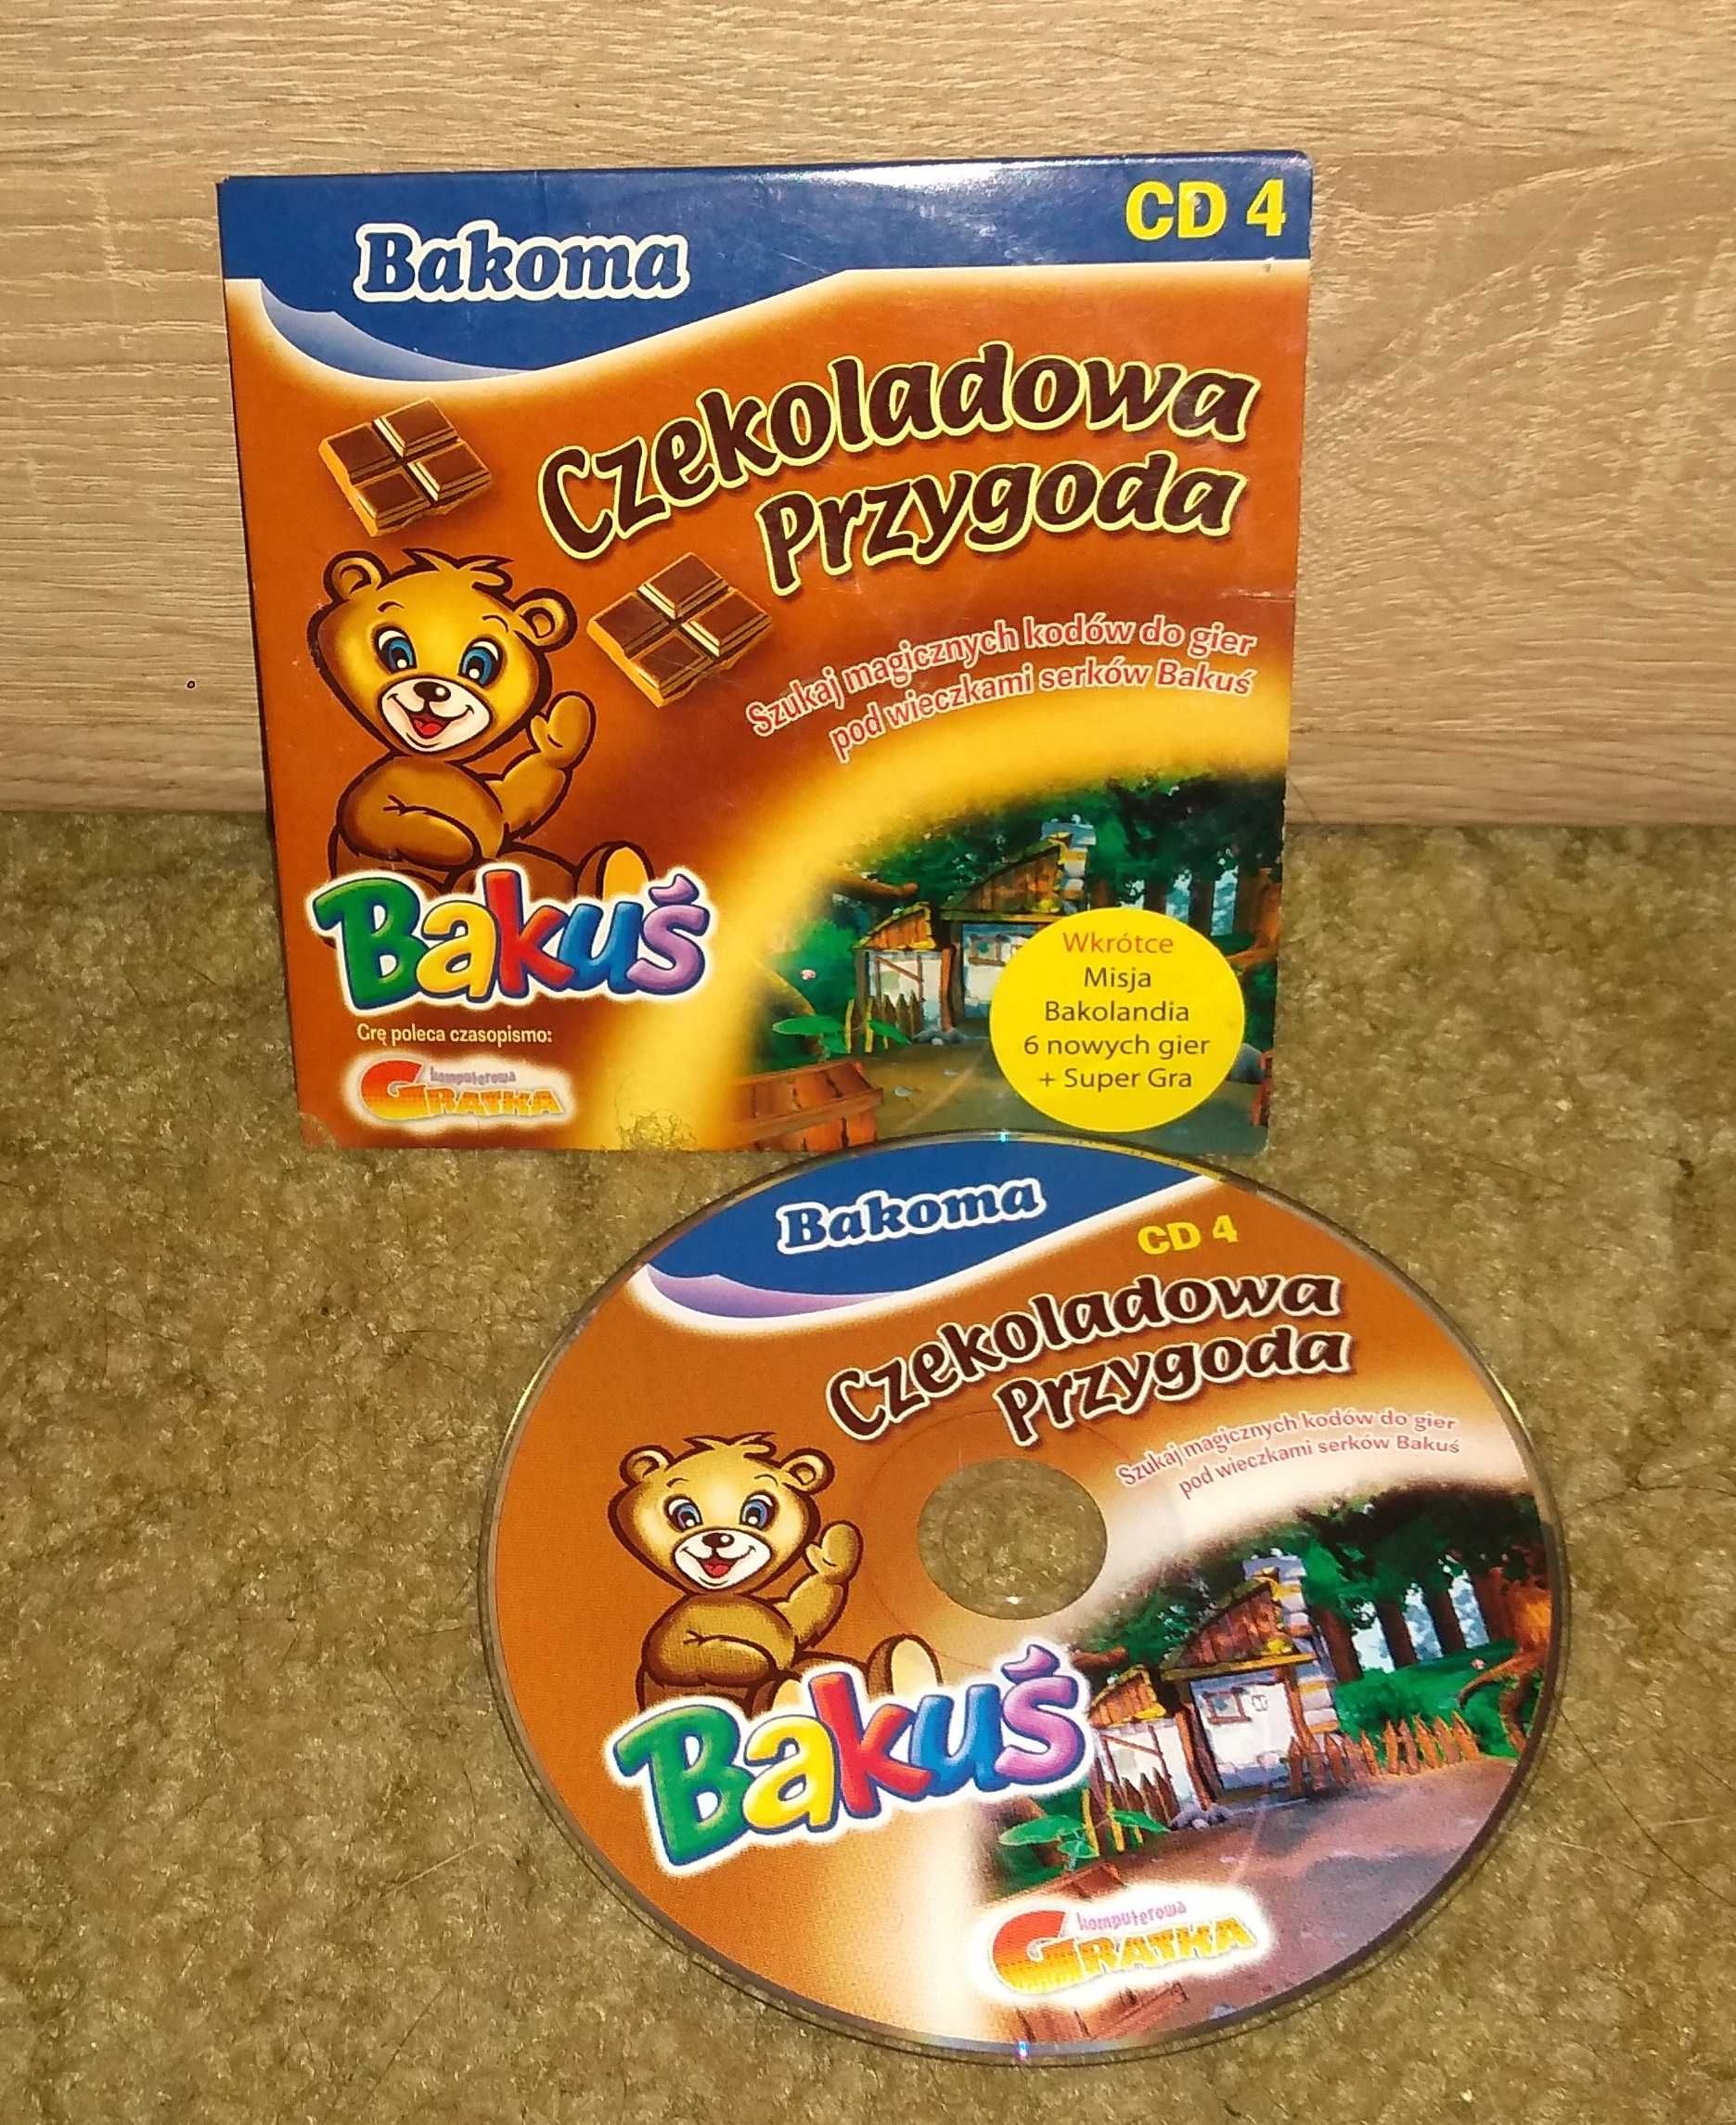 Bakoma
CD 4
Czekoladowa
Przygoda
Szukaj magicznych kodów do gier
pod wieczkami serków Bakuś
Bakuś
Wkrótce
Misja
Bakolandia
6 nowych gier
+ Super Gra
Grę poleca czasopismo:
komputerowa
GRATKA
Bakoma
CD 4
Czekoladowa
Przygoda
Szukaj magicznych kodów do gier
pod wieczkami serków Bakuś
Bakuś
komputerowa
GRATKA